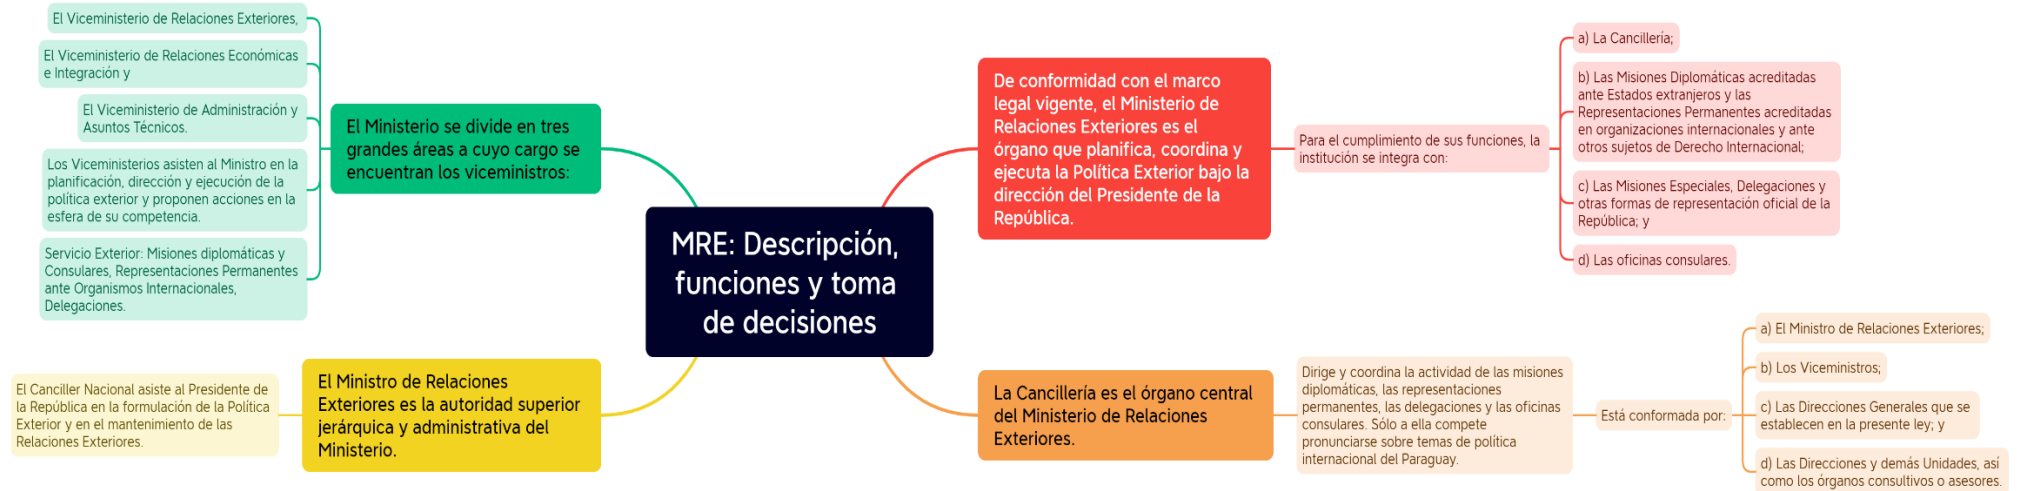 MRE: Descripción,
funciones y toma
de decisiones
De conformidad con el marco
legal vigente, el Ministerio de
Relaciones Exteriores es el
órgano que planifica, coordina y
ejecuta la Política Exterior bajo la
dirección del Presidente de la
República.
Para el cumplimiento de sus funciones, la
institución se integra con:
a) La Cancillería;
b) Las Misiones Diplomáticas acreditadas
ante Estados extranjeros y las
Representaciones Permanentes acreditadas
en organizaciones internacionales y ante
otros sujetos de Derecho Internacional;
c) Las Misiones Especiales, Delegaciones y
otras formas de representación oficial de la
República; y
d) Las oficinas consulares.
La Cancillería es el órgano central
del Ministerio de Relaciones
Exteriores.
Dirige y coordina la actividad de las misiones
diplomáticas, las representaciones
permanentes, las delegaciones y las oficinas
consulares. Sólo a ella compete
pronunciarse sobre temas de política
internacional del Paraguay.
Está conformada por:
a) El Ministro de Relaciones Exteriores;
b) Los Viceministros;
c) Las Direcciones Generales que se
establecen en la presente ley; y
d) Las Direcciones y demás Unidades, así
como los órganos consultivos o asesores.
El Ministerio se divide en tres
grandes áreas a cuyo cargo se
encuentran los viceministros:
El Viceministerio de Relaciones Exteriores,
El Viceministerio de Relaciones Económicas
e Integración y
El Viceministerio de Administración y
Asuntos Técnicos.
Los Viceministerios asisten al Ministro en la
planificación, dirección y ejecución de la
política exterior y proponen acciones en la
esfera de su competencia.
Servicio Exterior: Misiones diplomáticas y
Consulares, Representaciones Permanentes
ante Organismos Internacionales,
Delegaciones.
El Ministro de Relaciones
Exteriores es la autoridad superior
jerárquica y administrativa del
Ministerio.
El Canciller Nacional asiste al Presidente de
la República en la formulación de la Política
Exterior y en el mantenimiento de las
Relaciones Exteriores.